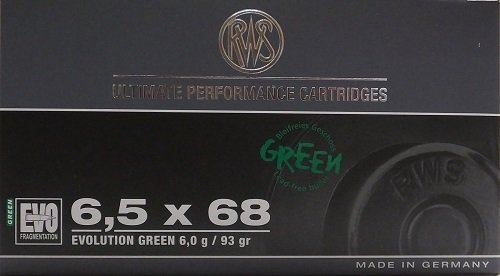 RWS
ULTIMATE PERFORMANCE CARTRIDGES
Bleifreies Geschoss
GREEN
Lead-free bullet
RWS
GREEN
EVO
FRAGMENTATION
6,5 x 68
EVOLUTION GREEN 6,0 g / 93 gr
MADE IN GERMANY